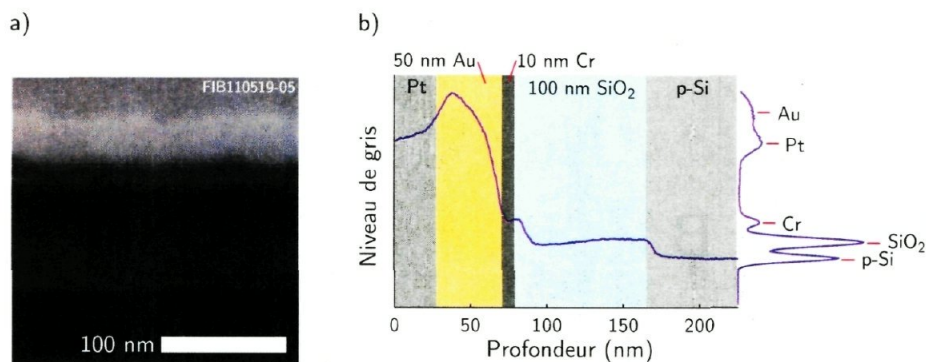 a)
FIB110519-05
100 nm
b)
50 nm Au
10 nm Cr
Pt
100 nm SiO₂
p-Si
Niveau de gris
0 50 100 150 200
Profondeur (nm)
Au
Pt
Cr
SiO₂
p-Si